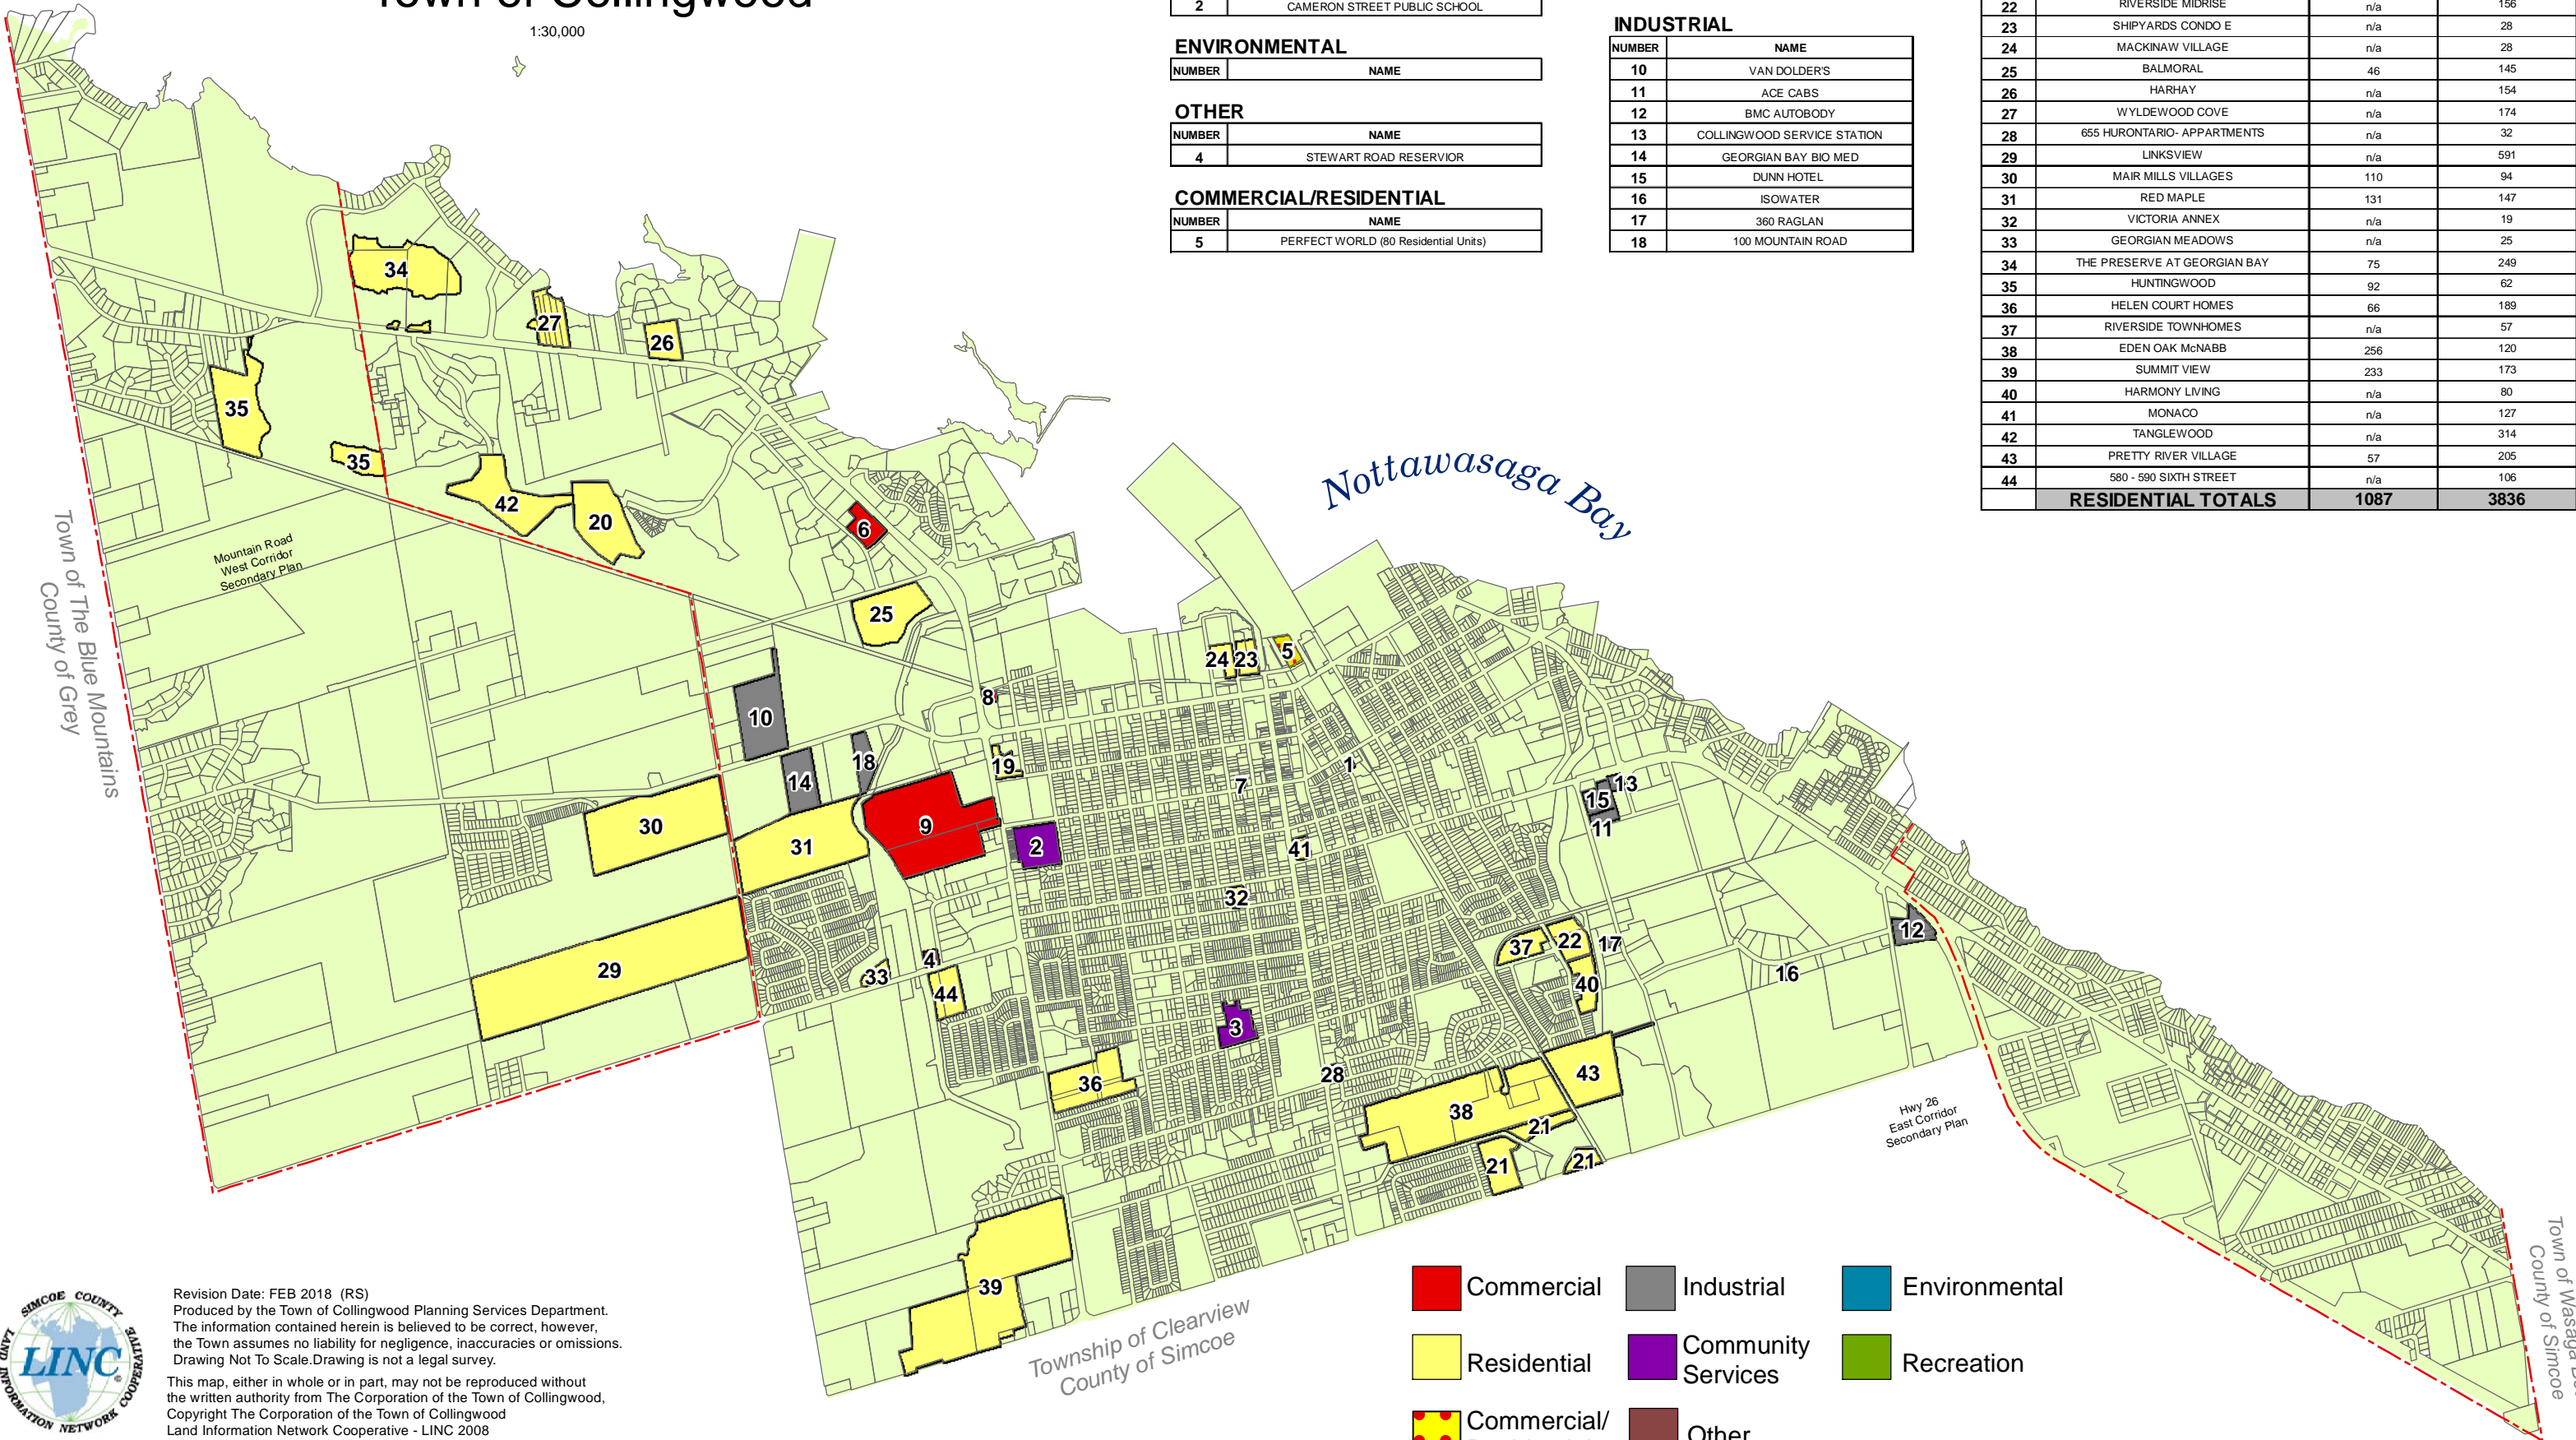 Town of Collingwood
1:30,000
2 CAMERON STREET PUBLIC SCHOOL
ENVIRONMENTAL
NUMBER NAME
OTHER
NUMBER NAME
4 STEWART ROAD RESERVIOR
COMMERCIAL/RESIDENTIAL
NUMBER NAME
5 PERFECT WORLD (80 Residential Units)
INDUSTRIAL
NUMBER NAME
10 VAN DOLDER'S
11 ACE CABS
12 BMC AUTOBODY
13 COLLINGWOOD SERVICE STATION
14 GEORGIAN BAY BIO MED
15 DUNN HOTEL
16 ISOWATER
17 360 RAGLAN
18 100 MOUNTAIN ROAD
22 RIVERSIDE MIDRISE n/a 156
23 SHIPYARDS CONDO E n/a 28
24 MACKINAW VILLAGE n/a 28
25 BALMORAL 46 145
26 HARHAY n/a 154
27 WYLDEWOOD COVE n/a 174
28 655 HURONTARIO- APPARTMENTS n/a 32
29 LINKSVIEW n/a 591
30 MAIR MILLS VILLAGES 110 94
31 RED MAPLE 131 147
32 VICTORIA ANNEX n/a 19
33 GEORGIAN MEADOWS n/a 25
34 THE PRESERVE AT GEORGIAN BAY 75 249
35 HUNTINGWOOD 92 62
36 HELEN COURT HOMES 66 189
37 RIVERSIDE TOWNHOMES n/a 57
38 EDEN OAK McNABB 256 120
39 SUMMIT VIEW 233 173
40 HARMONY LIVING n/a 80
41 MONACO n/a 127
42 TANGLEWOOD n/a 314
43 PRETTY RIVER VILLAGE 57 205
44 580 - 590 SIXTH STREET n/a 106
RESIDENTIAL TOTALS 1087 3836
34
27
26
35
35
42
20
6
25
Nottawasaga Bay
Mountain Road
West Corridor
Secondary Plan
Town of The Blue Mountains
County of Grey
24
23
5
8
10
18
14
19
1
7
13
15
11
30
31
9
2
41
32
12
37
22
17
40
16
29
4
33
44
3
36
28
43
38
21
21
21
Hwy 26
East Corridor
Secondary Plan
39
Township of Clearview
County of Simcoe
County of Simcoe
SIMCOE COUNTY
LAND INFORMATION NETWORK COOPERATIVE
LINC
Revision Date: FEB 2018 (RS)
Produced by the Town of Collingwood Planning Services Department.
The information contained herein is believed to be correct, however,
the Town assumes no liability for negligence, inaccuracies or omissions.
Drawing Not To Scale.Drawing is not a legal survey.
This map, either in whole or in part, may not be reproduced without
the written authority from The Corporation of the Town of Collingwood,
Copyright The Corporation of the Town of Collingwood
Land Information Network Cooperative - LINC 2008
Commercial
Industrial
Environmental
Residential
Community
Services
Recreation
Commercial/
Other